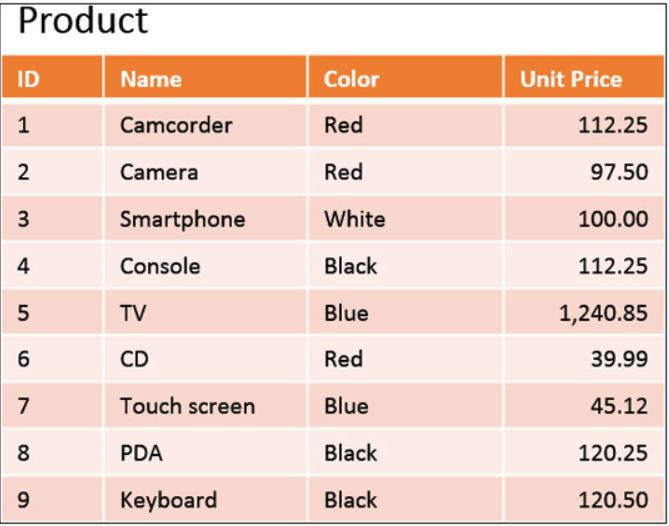 Product
ID Name Color Unit Price
1 Camcorder Red 112.25
2 Camera Red 97.50
3 Smartphone White 100.00
4 Console Black 112.25
5 TV Blue 1,240.85
6 CD Red 39.99
7 Touch screen Blue 45.12
8 PDA Black 120.25
9 Keyboard Black 120.50